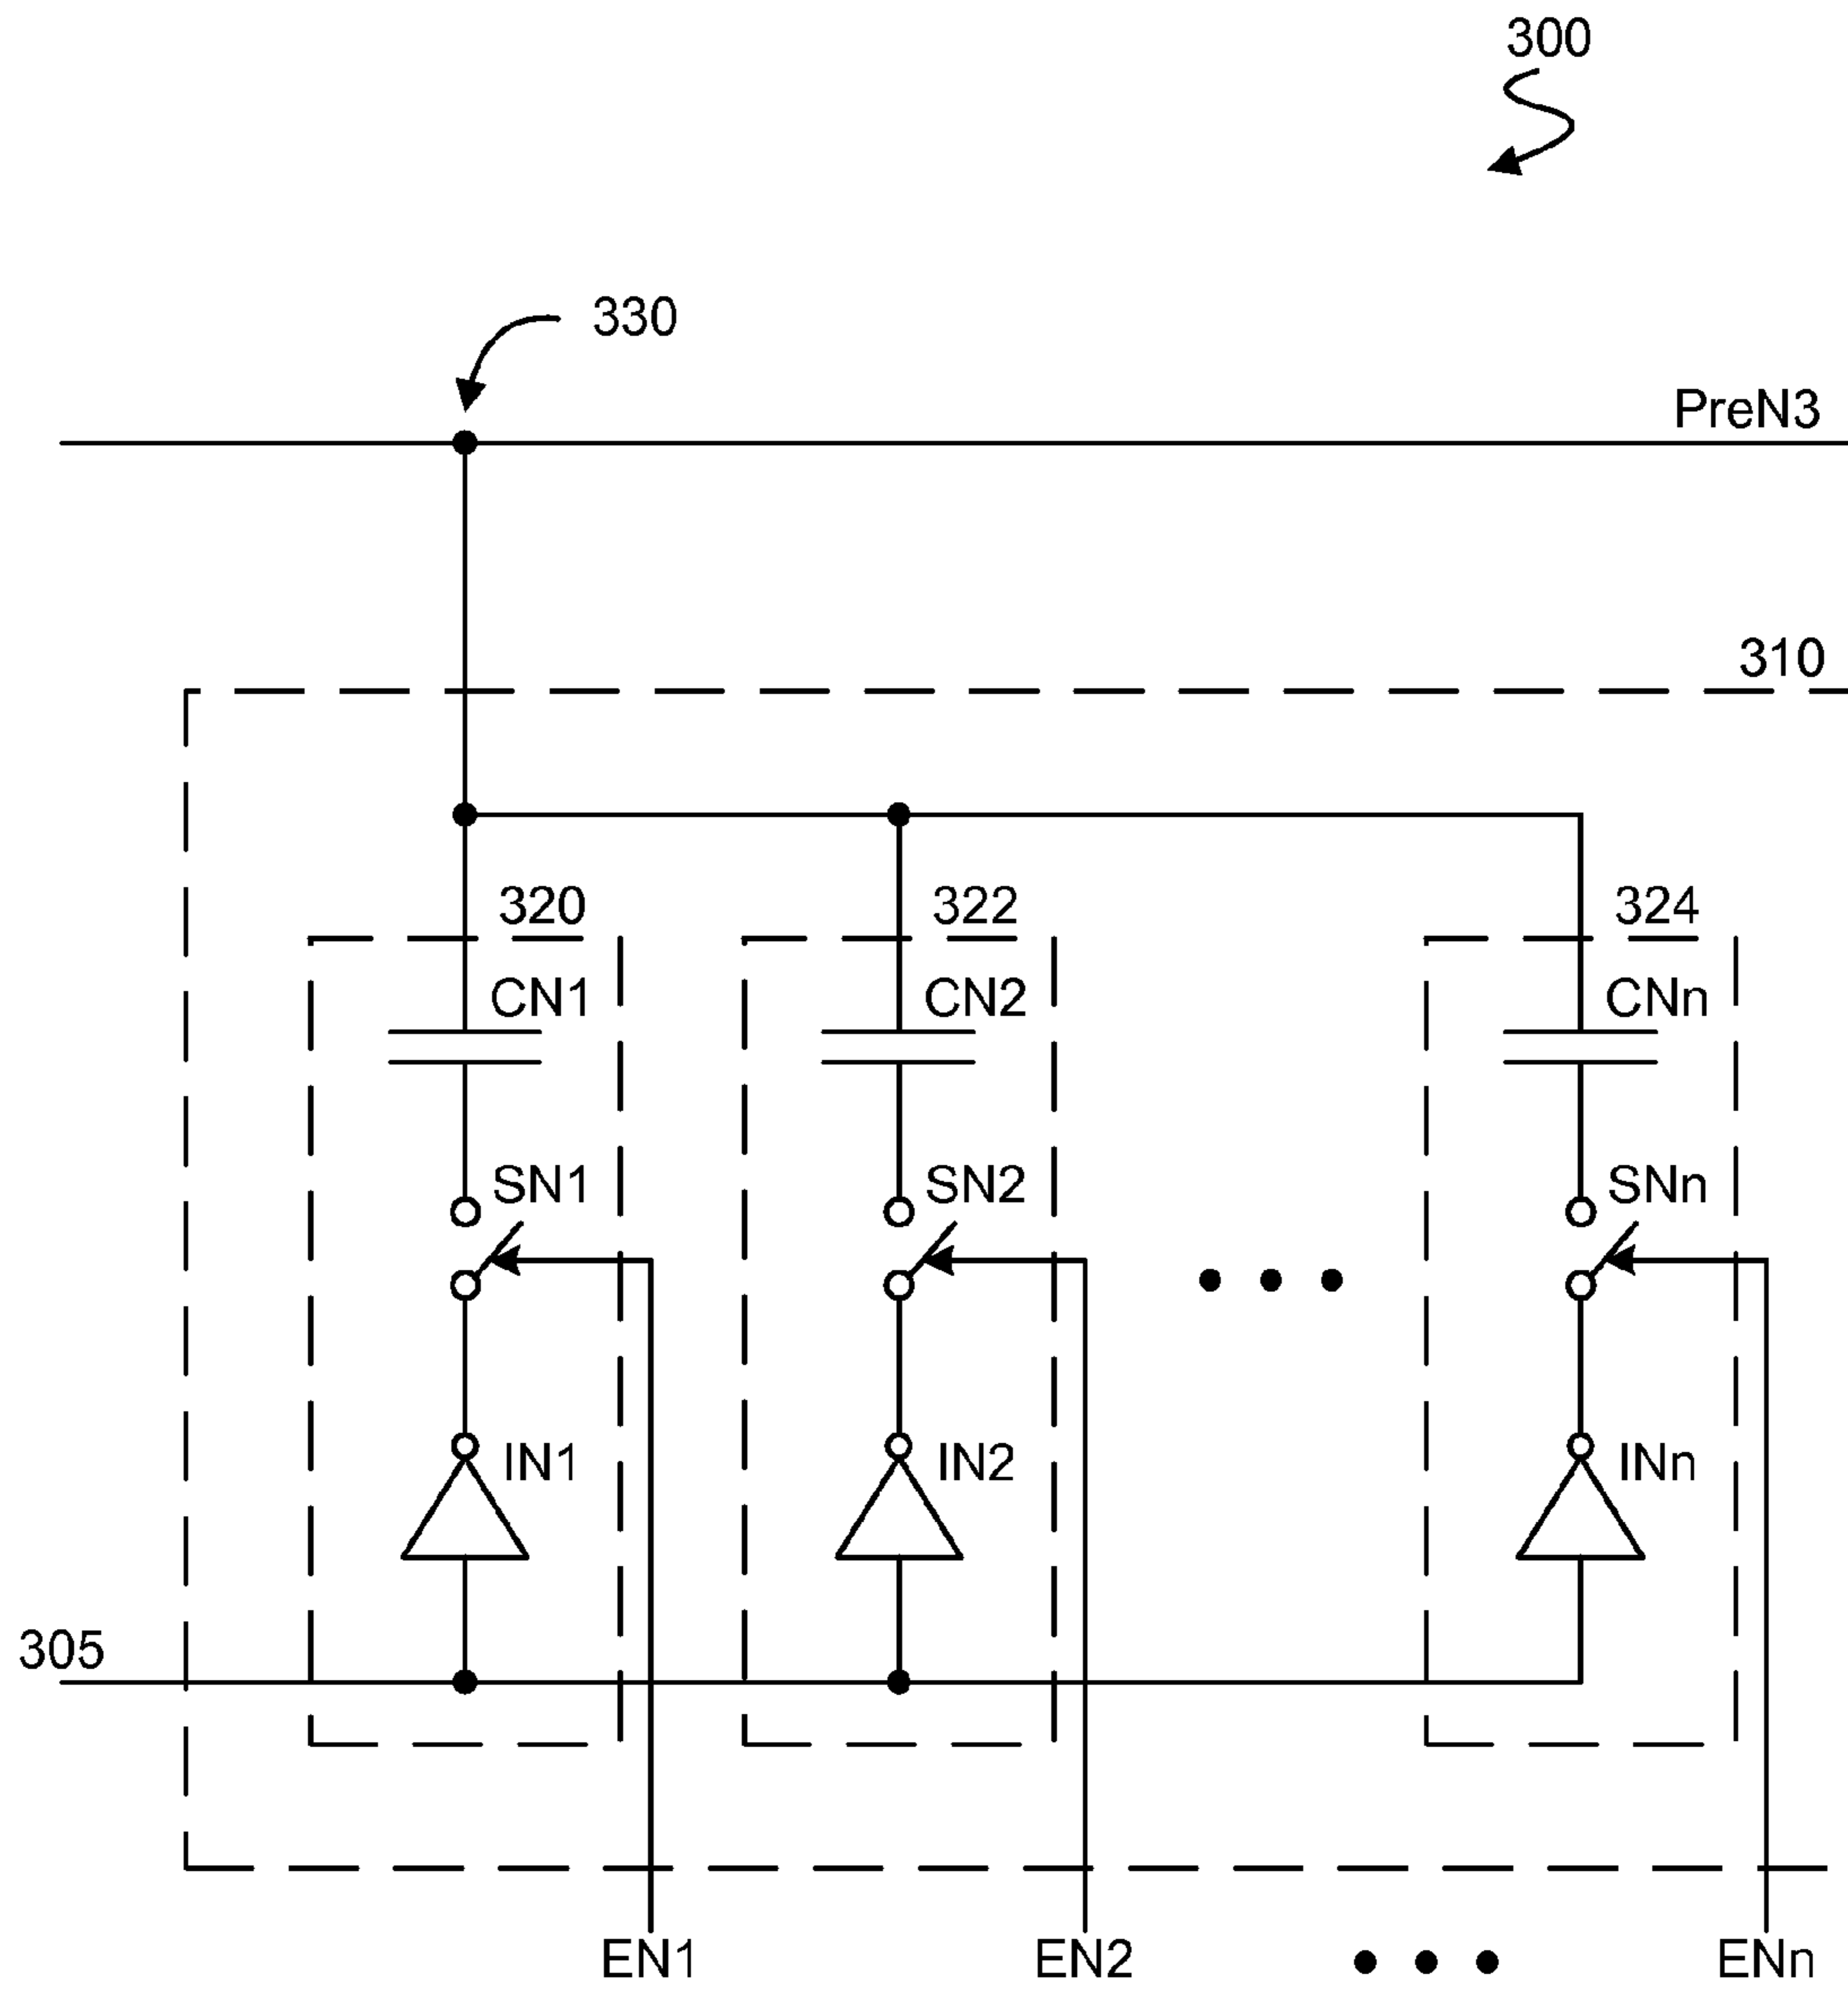 300
330
PreN3
310
320 322 324
CN1 CN2 CNn
SN1 SN2 SNn
IN1 IN2 INn
305
EN1 EN2 ENn